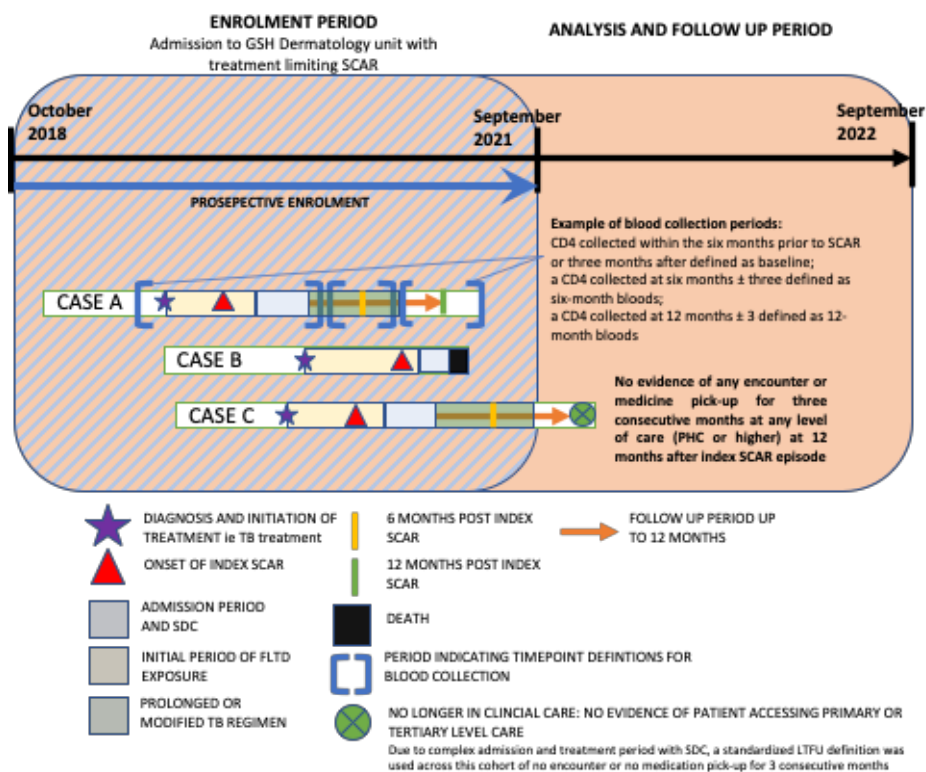 ENROLMENT PERIOD
Admission to GSH Dermatology unit with
treatment limiting SCAR
ANALYSIS AND FOLLOW UP PERIOD
October
2018
September
2021
September
2022
PROSEPECTIVE ENROLMENT
Example of blood collection periods:
CD4 collected within the six months prior to SCAR
or three months after defined as baseline;
a CD4 collected at six months ± three defined as
six-month bloods;
a CD4 collected at 12 months ± 3 defined as 12-
month bloods
CASE A
CASE B
CASE C
No evidence of any encounter or
medicine pick-up for three
consecutive months at any level
of care (PHC or higher) at 12
months after index SCAR episode
DIAGNOSIS AND INITIATION OF
TREATMENT ie TB treatment
ONSET OF INDEX SCAR
ADMISSION PERIOD
AND SDC
INITIAL PERIOD OF FLTD
EXPOSURE
PROLONGED OR
MODIFIED TB REGIMEN
6 MONTHS POST INDEX
SCAR
12 MONTHS POST INDEX
SCAR
DEATH
PERIOD INDICATING TIMEPOINT DEFINTIONS FOR
BLOOD COLLECTION
NO LONGER IN CLINCIAL CARE: NO EVIDENCE OF PATIENT ACCESSING PRIMARY OR
TERTIARY LEVEL CARE
Due to complex admission and treatment period with SDC, a standardized LTFU definition was
used across this cohort of no encounter or no medication pick-up for 3 consecutive months
FOLLOW UP PERIOD UP
TO 12 MONTHS